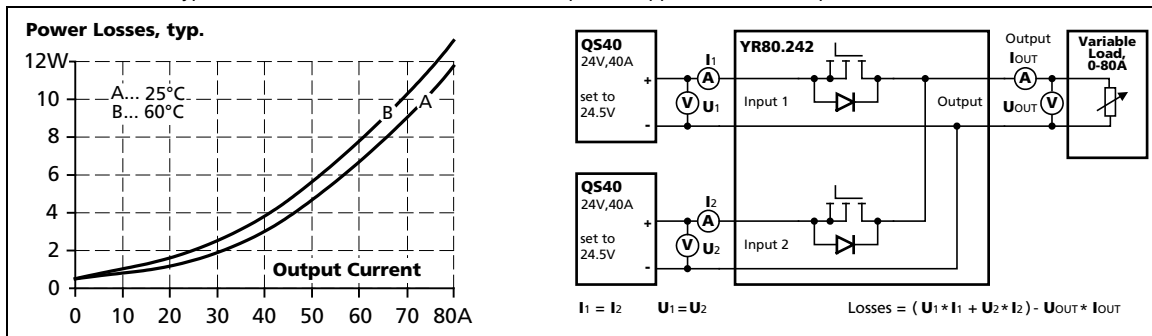 Power Losses, typ.
12W
10
8
6
4
2
0
A... 25°C
B... 60°C
B
A
Output Current
0 10 20 30 40 50 60 70 80A
QS40
24V,40A
set to
24.5V
+
-
I1
A
V
U1
YR80.242
Input 1
Output
Output
IOUT
A
UOUT
V
Variable
Load,
0-80A
QS40
24V,40A
set to
24.5V
+
-
I2
A
V
U2
Input 2
I1 = I2 U1=U2 Losses = (U1*I1 + U2*I2) - UOUT* IOUT